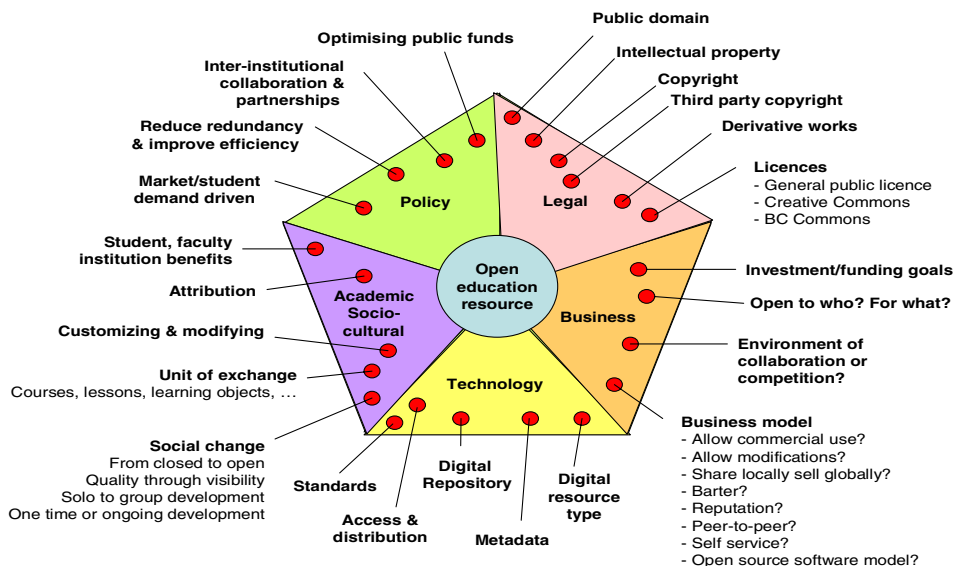 Public domain
Optimising public funds
Intellectual property
Inter-institutional
collaboration &
partnerships
Copyright
Third party copyright
Reduce redundancy
& improve efficiency
Derivative works
Licences
- General public licence
- Creative Commons
- BC Commons
Market/student
demand driven
Policy
Legal
Student, faculty
institution benefits
Attribution
Academic
Socio-
cultural
Open
education
resource
Business
Investment/funding goals
Open to who? For what?
Customizing & modifying
Environment of
collaboration or
competition?
Unit of exchange
Courses, lessons, learning objects, …
Technology
Social change
From closed to open
Quality through visibility
Solo to group development
One time or ongoing development
Standards
Access &
distribution
Digital
Repository
Metadata
Digital
resource
type
Business model
- Allow commercial use?
- Allow modifications?
- Share locally sell globally?
- Barter?
- Reputation?
- Peer-to-peer?
- Self service?
- Open source software model?